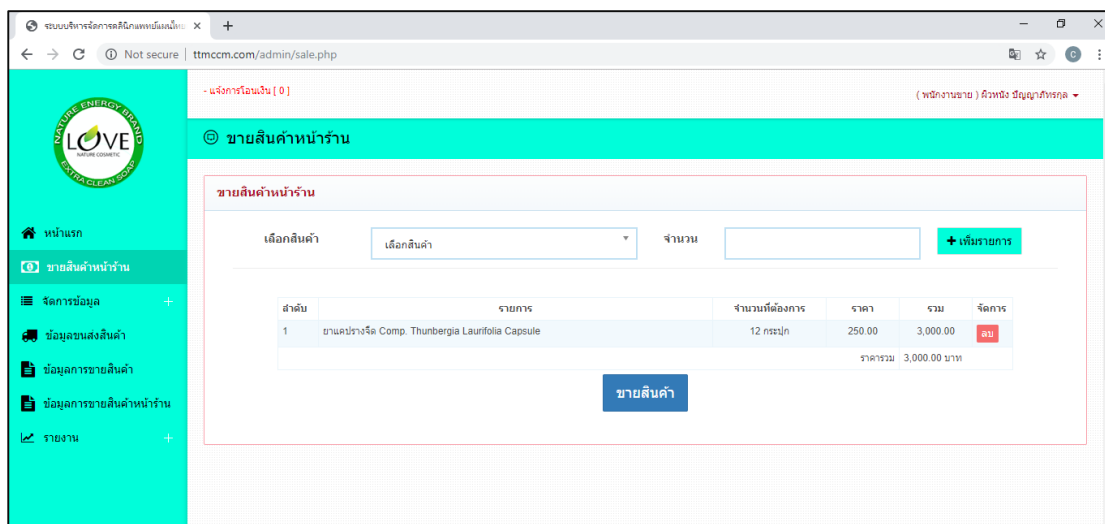 ระบบบริหารจัดการคลินิกแพทย์แผนไทย
Not secure ttmccm.com/admin/sale.php
C
- แจ้งการโอนเงิน [ 0 ]
( พนักงานขาย ) ผิวหนัง ปัญญาภัทรกุล
NATURE ENERGY BRAND
LOVE
NATURE COSMETIC
EXTRA CLEAN SOAP
ขายสินค้าหน้าร้าน
ขายสินค้าหน้าร้าน
หน้าแรก
ขายสินค้าหน้าร้าน
จัดการข้อมูล
ข้อมูลขนส่งสินค้า
ข้อมูลการขายสินค้า
ข้อมูลการขายสินค้าหน้าร้าน
รายงาน
เลือกสินค้า เลือกสินค้า จำนวน + เพิ่มรายการ
ลำดับ รายการ จำนวนที่ต้องการ ราคา รวม จัดการ
1 ยาแคปรางจืด Comp. Thunbergia Laurifolia Capsule 12 กระปุก 250.00 3,000.00 ลบ
ราคารวม 3,000.00 บาท
ขายสินค้า